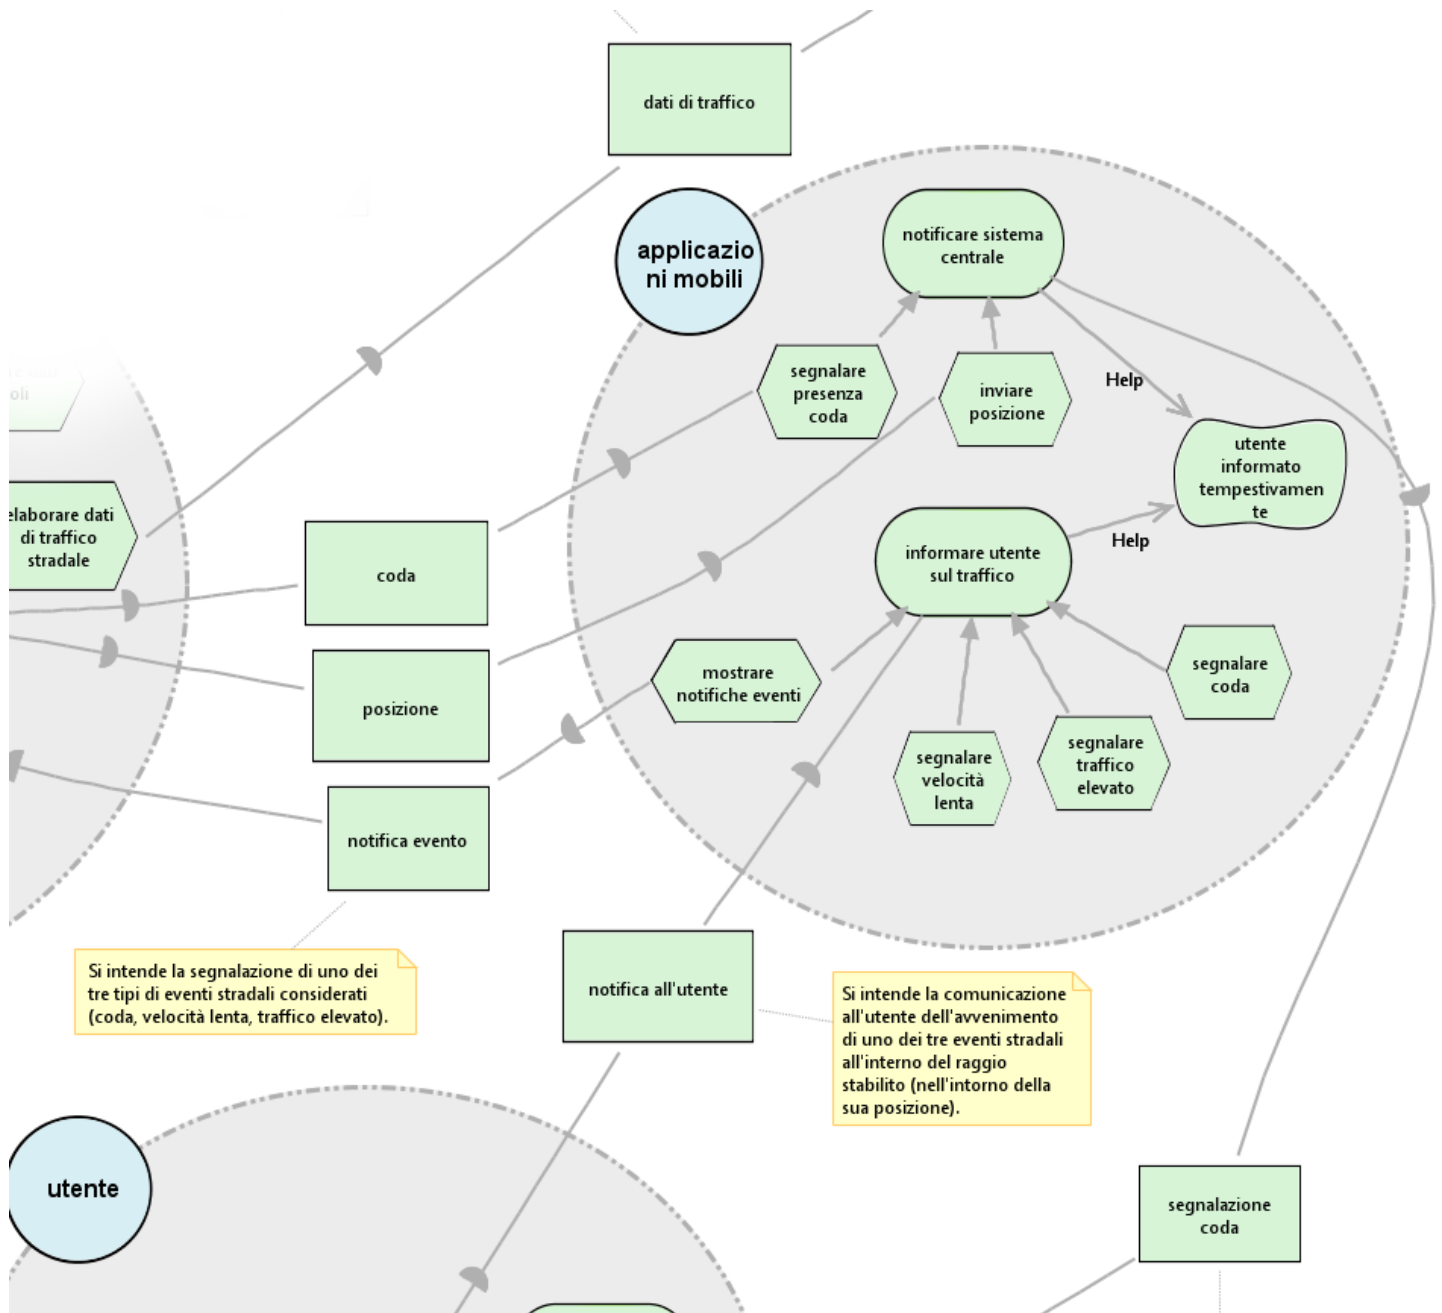 dati di traffico
applicazio
ni mobili
notificare sistema
centrale
segnalare
presenza
coda
inviare
posizione
Help
utente
informato
tempestivamen
te
oli
elaborare dati
di traffico
stradale
coda
informare utente
sul traffico
Help
posizione
mostrare
notifiche eventi
segnalare
coda
segnalare
velocità
lenta
segnalare
traffico
elevato
notifica evento
Si intende la segnalazione di uno dei
tre tipi di eventi stradali considerati
(coda, velocità lenta, traffico elevato).
notifica all'utente
Si intende la comunicazione
all'utente dell'avvenimento
di uno dei tre eventi stradali
all'interno del raggio
stabilito (nell'intorno della
sua posizione).
utente
segnalazione
coda